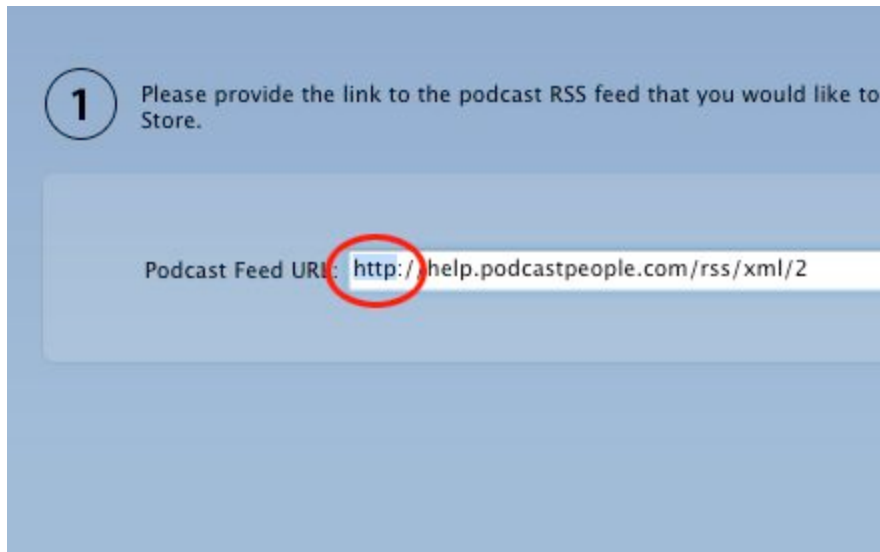 1
Please provide the link to the podcast RSS feed that you would like to
Store.
Podcast Feed URL: http://help.podcastpeople.com/rss/xml/2